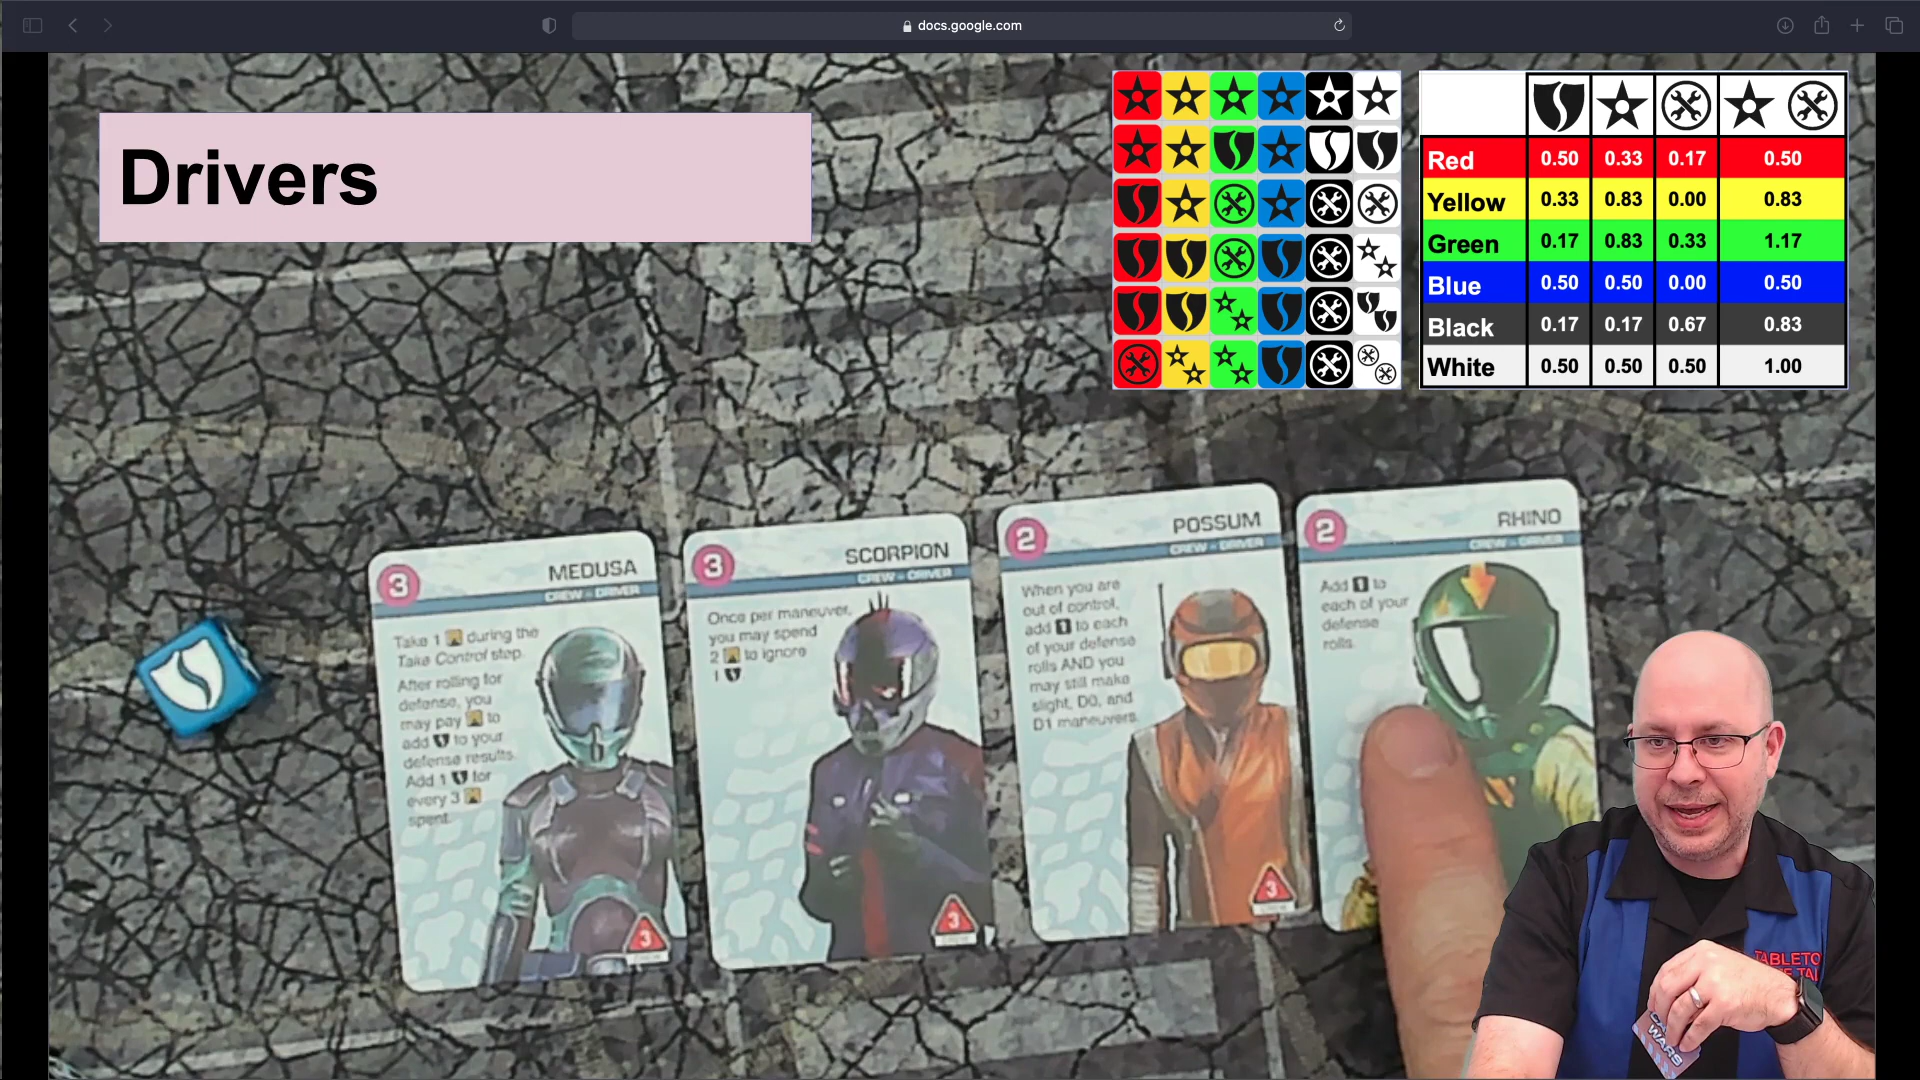 docs.google.com
Drivers
Red 0.50 0.33 0.17 0.50
Yellow 0.33 0.83 0.00 0.83
Green 0.17 0.83 0.33 1.17
Blue 0.50 0.50 0.00 0.50
Black 0.17 0.17 0.67 0.83
White 0.50 0.50 0.50 1.00
3
MEDUSA
CREW - DRIVER
Take 1 during the
Take Control step.
After rolling for
defense, you
may pay to
add to your
defense results.
Add 1 for
every 3
spent.
3
3
SCORPION
CREW - DRIVER
Once per maneuver,
you may spend
2 to ignore
1
3
2
POSSUM
CREW - DRIVER
When you are
out of control,
add to each
of your defense
rolls AND you
may still make
slight, D0, and
D1 maneuvers.
3
2
RHINO
CREW - DRIVER
Add to
each of your
defense
rolls.
TABLETO
WARS